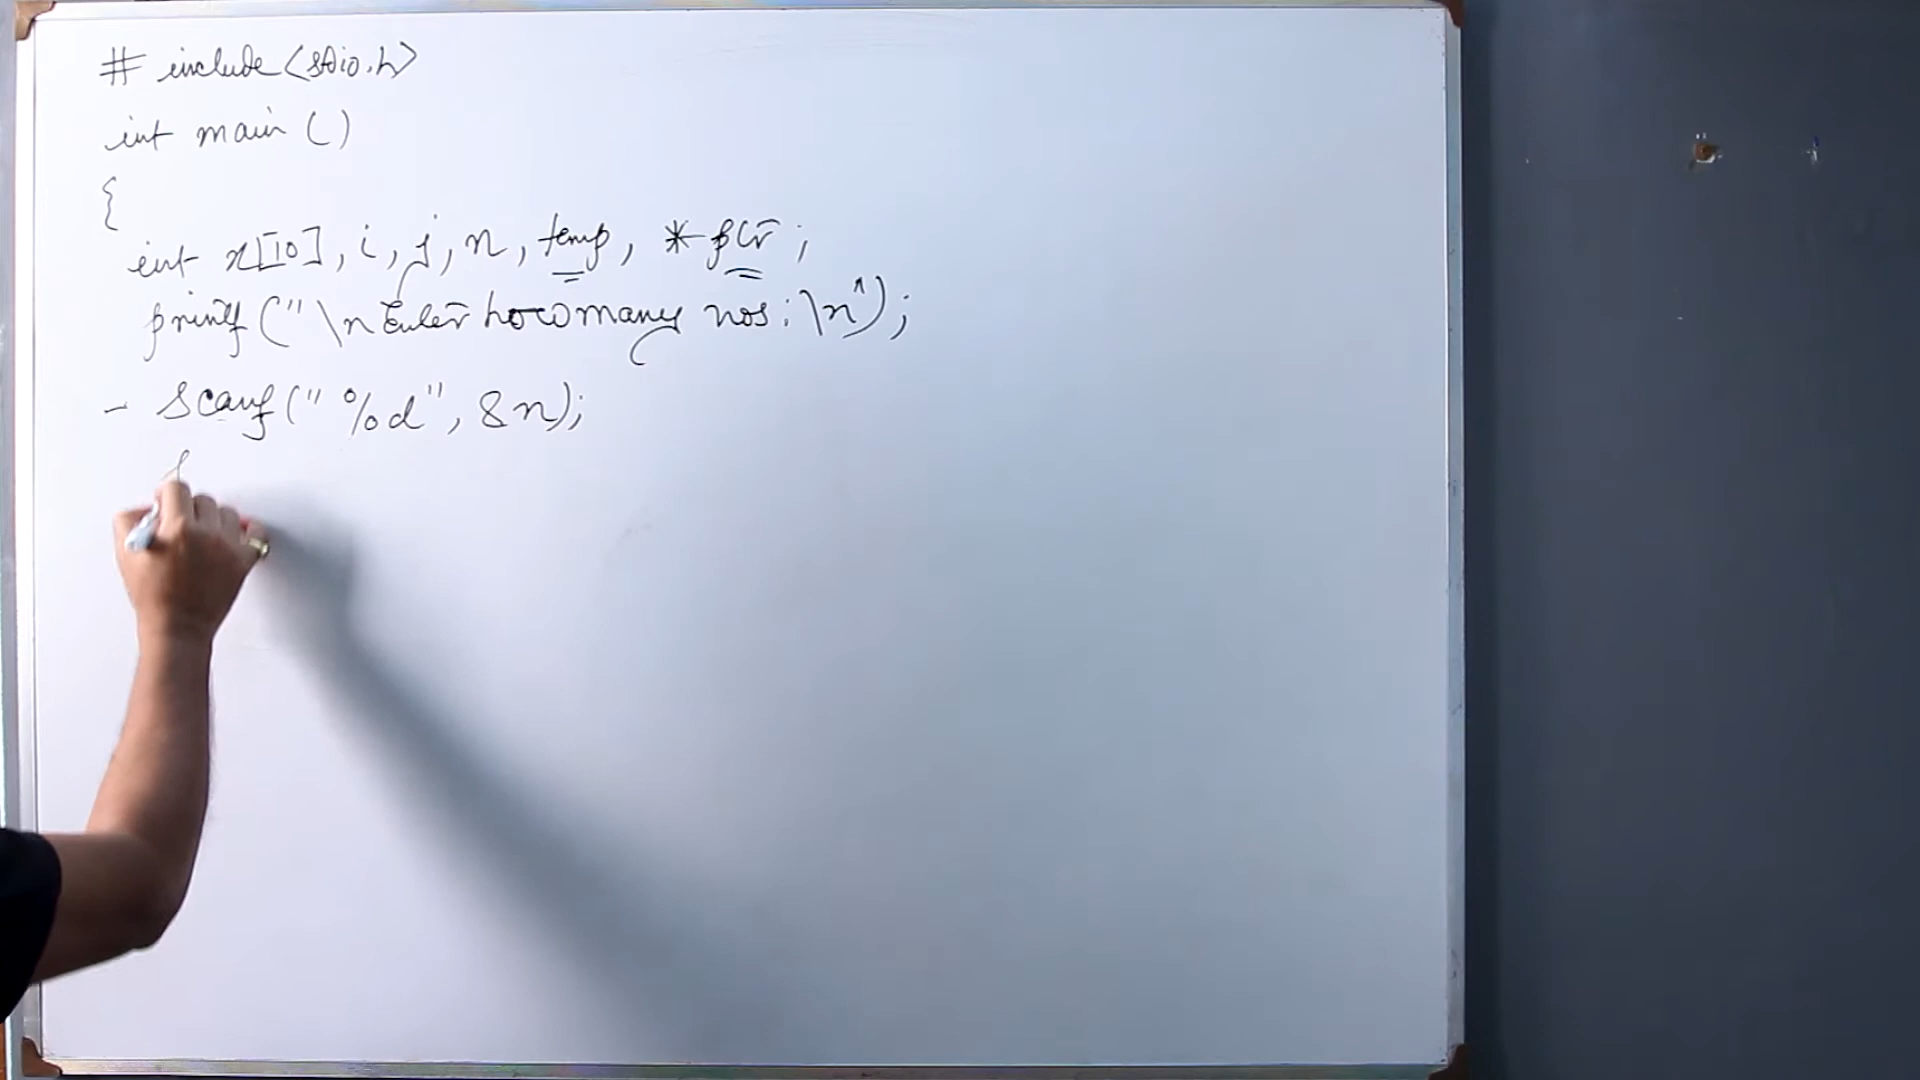 # include<stdio.h>
int main ()
{
int x[10], i, j, n, temp, *ptr;
printf ("\n Enter how many nos: \n");
- scanf(" %d", &n);
f